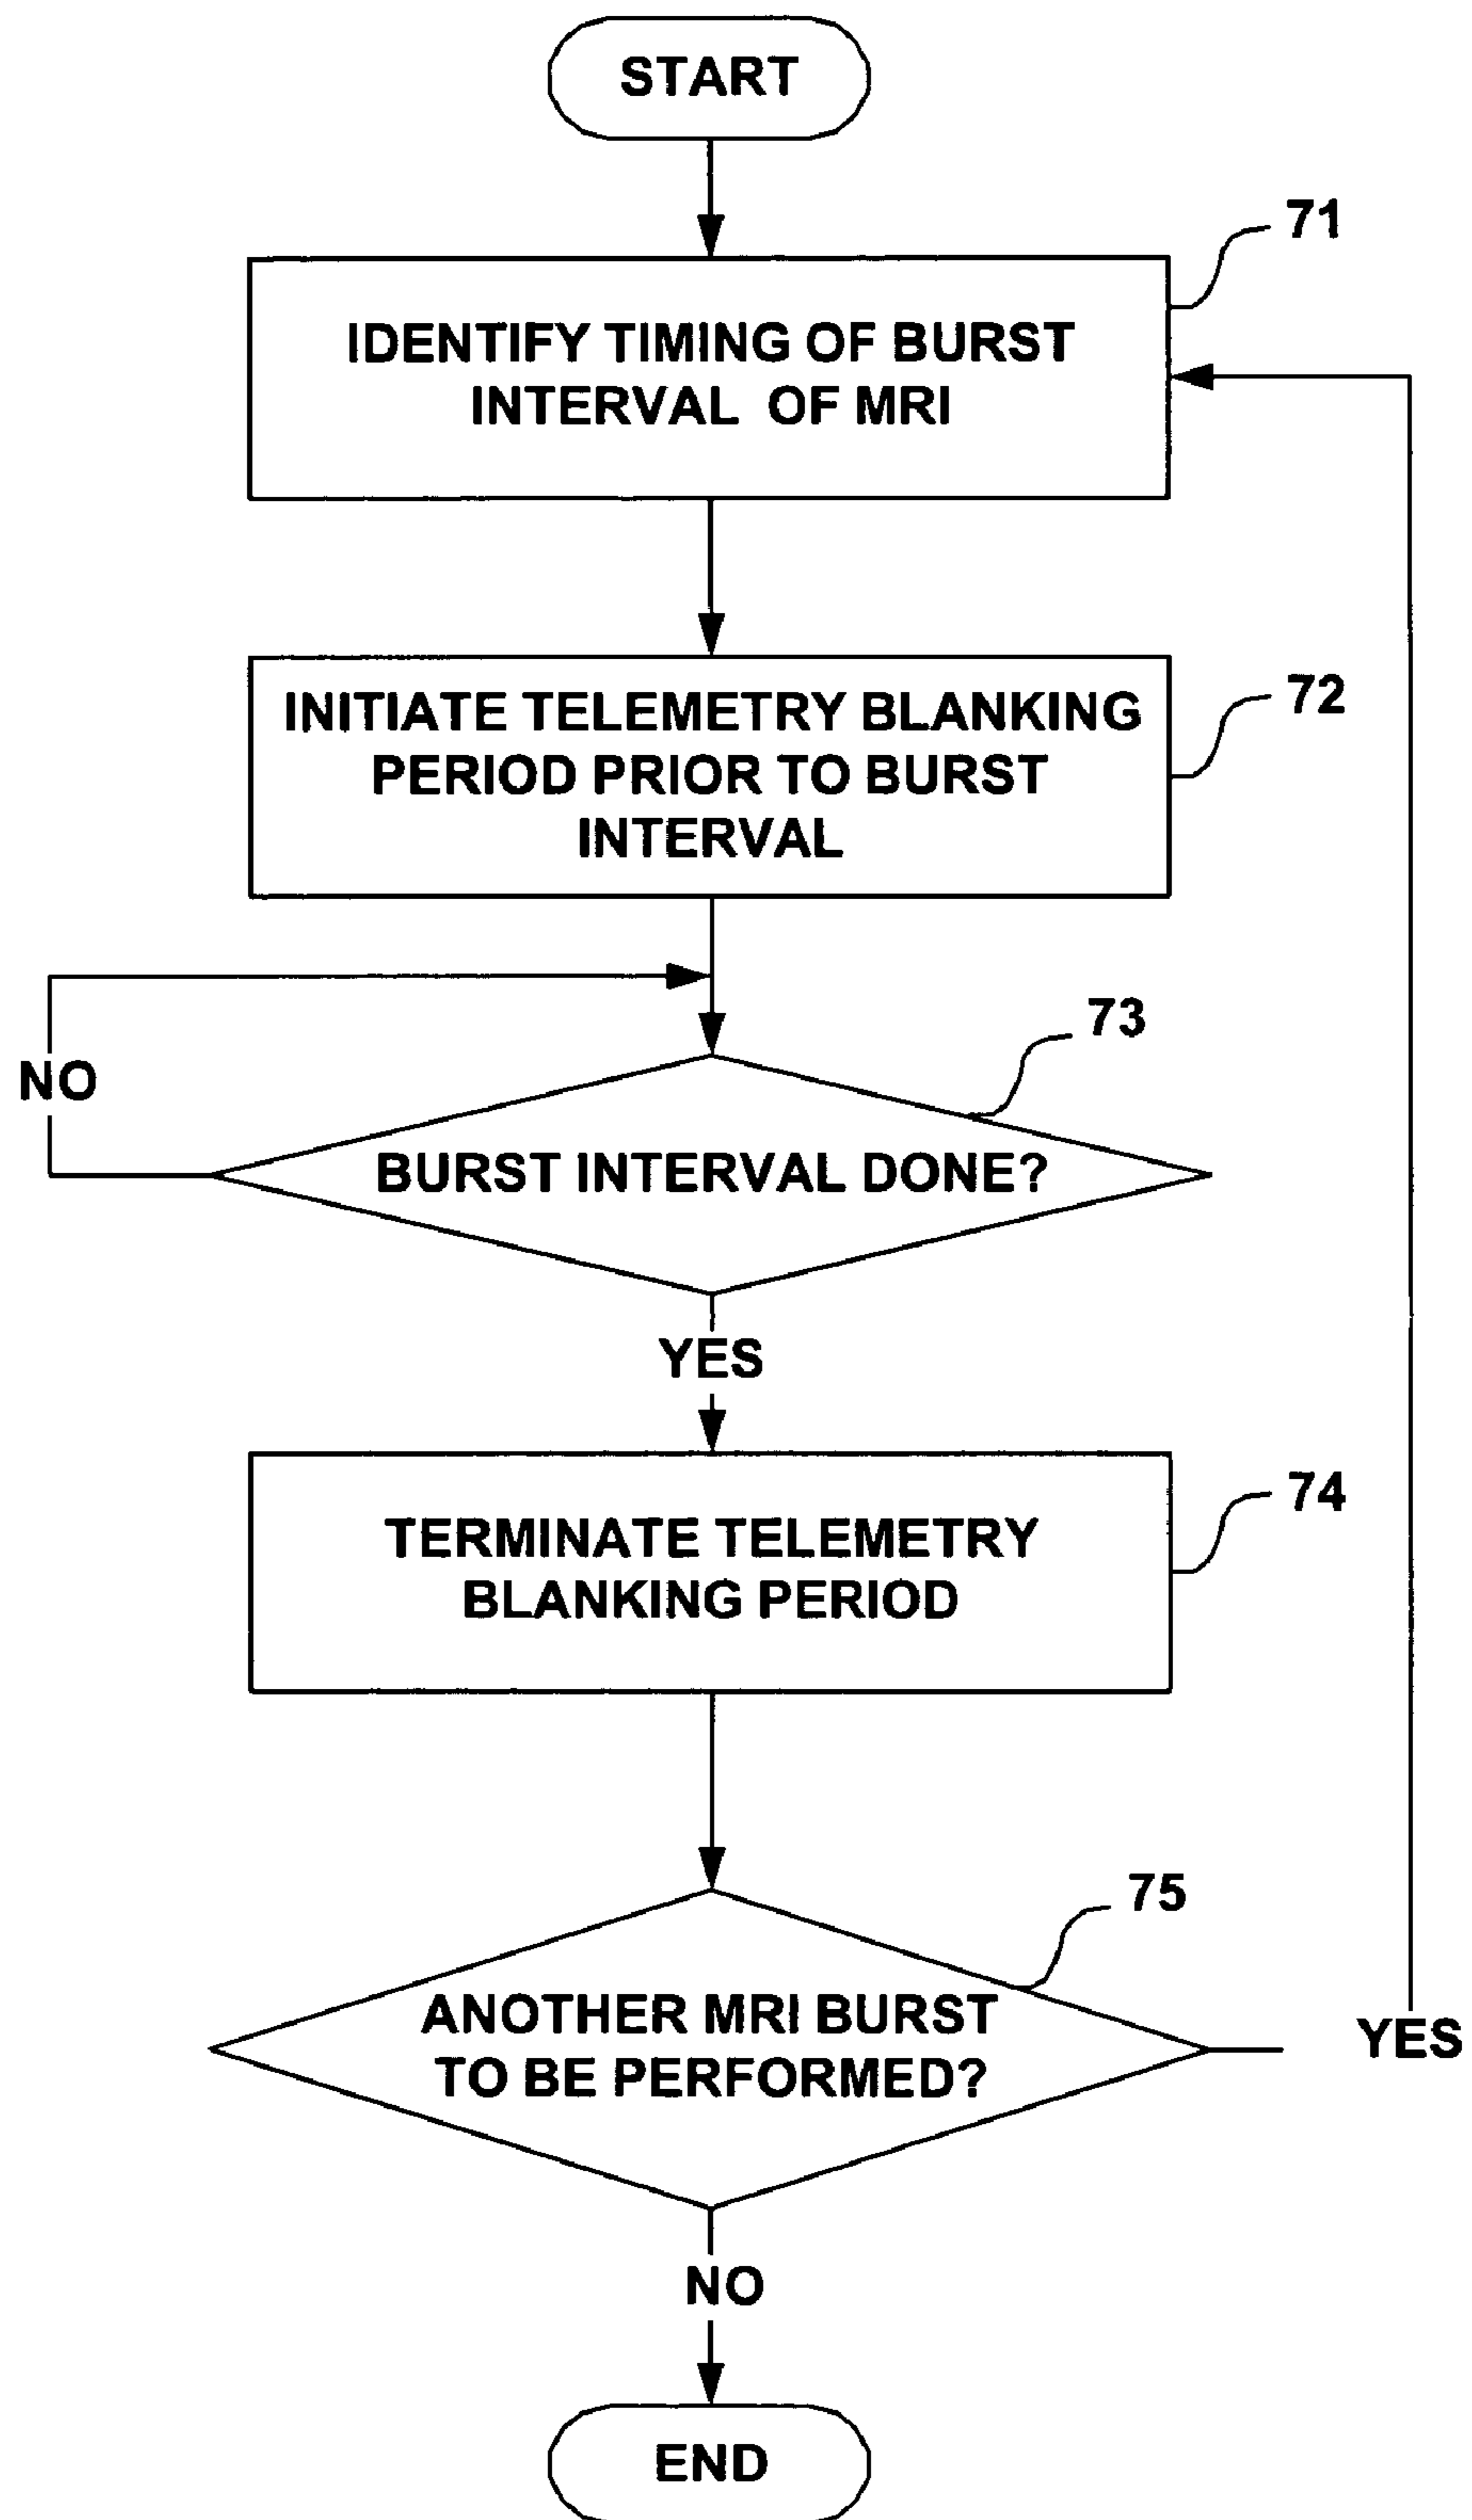 START
71
IDENTIFY TIMING OF BURST
INTERVAL OF MRI
72
INITIATE TELEMETRY BLANKING
PERIOD PRIOR TO BURST
INTERVAL
73
NO
BURST INTERVAL DONE?
YES
74
TERMINATE TELEMETRY
BLANKING PERIOD
75
ANOTHER MRI BURST
TO BE PERFORMED?
YES
NO
END